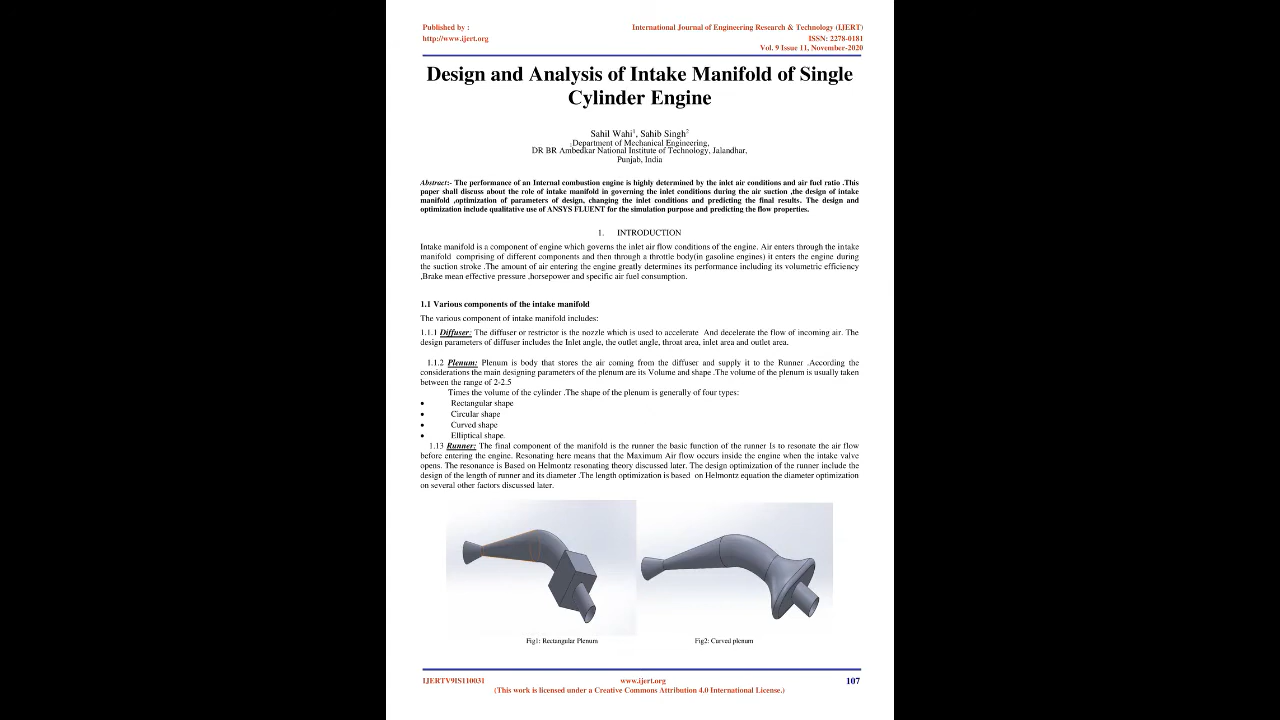 Published by :
International Journal of Engineering Research & Technology (IJERT)
http://www.ijert.org
ISSN: 2278-0181
Vol. 9 Issue 11, November-2020
Design and Analysis of Intake Manifold of Single
Cylinder Engine
Sahil Wahi1, Sahib Singh2
;Department of Mechanical Engineering,
DR BR Ambedkar National Institute of Technology, Jalandhar,
Punjab, India
Abstract:- The performance of an Internal combustion engine is highly determined by the inlet air conditions and air fuel ratio .This
paper shall discuss about the role of intake manifold in governing the inlet conditions during the air suction ,the design of intake
manifold ,optimization of parameters of design, changing the inlet conditions and predicting the final results. The design and
optimization include qualitative use of ANSYS FLUENT for the simulation purpose and predicting the flow properties.
1. INTRODUCTION
Intake manifold is a component of engine which governs the inlet air flow conditions of the engine. Air enters through the intake
manifold comprising of different components and then through a throttle body(in gasoline engines) it enters the engine during
the suction stroke .The amount of air entering the engine greatly determines its performance including its volumetric efficiency
,Brake mean effective pressure ,horsepower and specific air fuel consumption.
1.1 Various components of the intake manifold
The various component of intake manifold includes:
1.1.1 Diffuser: The diffuser or restrictor is the nozzle which is used to accelerate And decelerate the flow of incoming air. The
design parameters of diffuser includes the Inlet angle, the outlet angle, throat area, inlet area and outlet area.
1.1.2 Plenum: Plenum is body that stores the air coming from the diffuser and supply it to the Runner .According the
considerations the main designing parameters of the plenum are its Volume and shape .The volume of the plenum is usually taken
between the range of 2-2.5
Times the volume of the cylinder .The shape of the plenum is generally of four types:
• Rectangular shape
• Circular shape
• Curved shape
• Elliptical shape.
1.13 Runner: The final component of the manifold is the runner the basic function of the runner Is to resonate the air flow
before entering the engine. Resonating here means that the Maximum Air flow occurs inside the engine when the intake valve
opens. The resonance is Based on Helmontz resonating theory discussed later. The design optimization of the runner include the
design of the length of runner and its diameter .The length optimization is based on Helmontz equation the diameter optimization
on several other factors discussed later.
Fig1: Rectangular Plenum
Fig2: Curved plenum
IJERTV9IS110031
www.ijert.org
107
(This work is licensed under a Creative Commons Attribution 4.0 International License.)